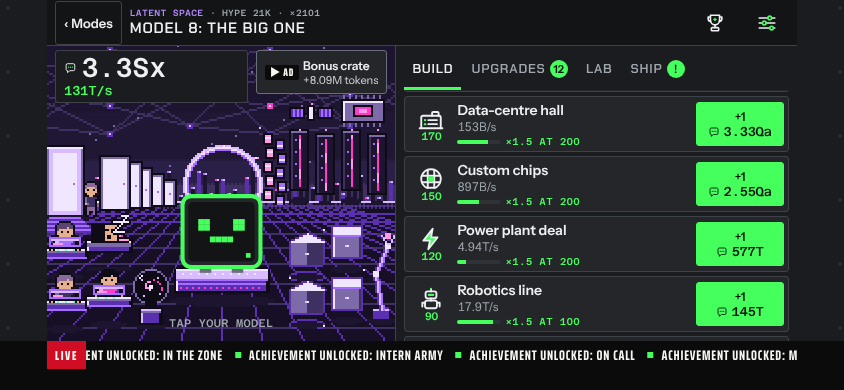 ‹ Modes
LATENT SPACE · HYPE 21K · ×2101
MODEL 8: THE BIG ONE
3.3Sx
131T/s
AD
Bonus crate
+8.09M tokens
TAP YOUR MODEL
BUILD UPGRADES 12 LAB SHIP !
Data-centre hall
153B/s
170
×1.5 AT 200
+1
3.33Qa
Custom chips
897B/s
150
×1.5 AT 200
+1
2.55Qa
Power plant deal
4.94T/s
120
×1.5 AT 200
+1
577T
Robotics line
17.9T/s
90
×1.5 AT 100
+1
145T
LIVE ENT UNLOCKED: IN THE ZONE ACHIEVEMENT UNLOCKED: INTERN ARMY ACHIEVEMENT UNLOCKED: ON CALL ACHIEVEMENT UNLOCKED: M